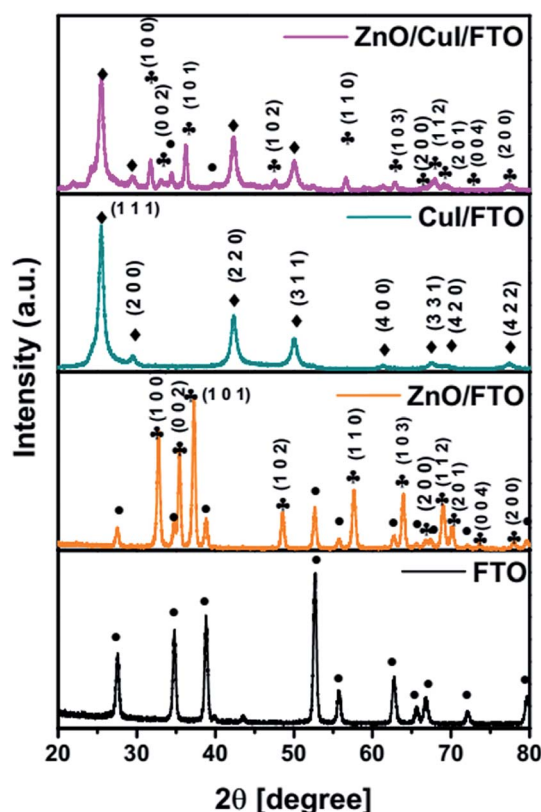 ZnO/CuI/FTO
(1 0 0)
(0 0 2)
(1 0 1)
(1 0 2)
(1 1 0)
(1 0 3)
(2 0 0)
(1 1 2)
(2 0 1)
(0 0 4)
(2 0 0)
CuI/FTO
(1 1 1)
(2 0 0)
(2 2 0)
(3 1 1)
(4 0 0)
(3 3 1)
(4 2 0)
(4 2 2)
ZnO/FTO
(1 0 0)
(0 0 2)
(1 0 1)
(1 0 2)
(1 1 0)
(1 0 3)
(2 0 0)
(1 1 2)
(2 0 1)
(0 0 4)
(2 0 0)
FTO
Intensity (a.u.)
20 30 40 50 60 70 80
2θ [degree]